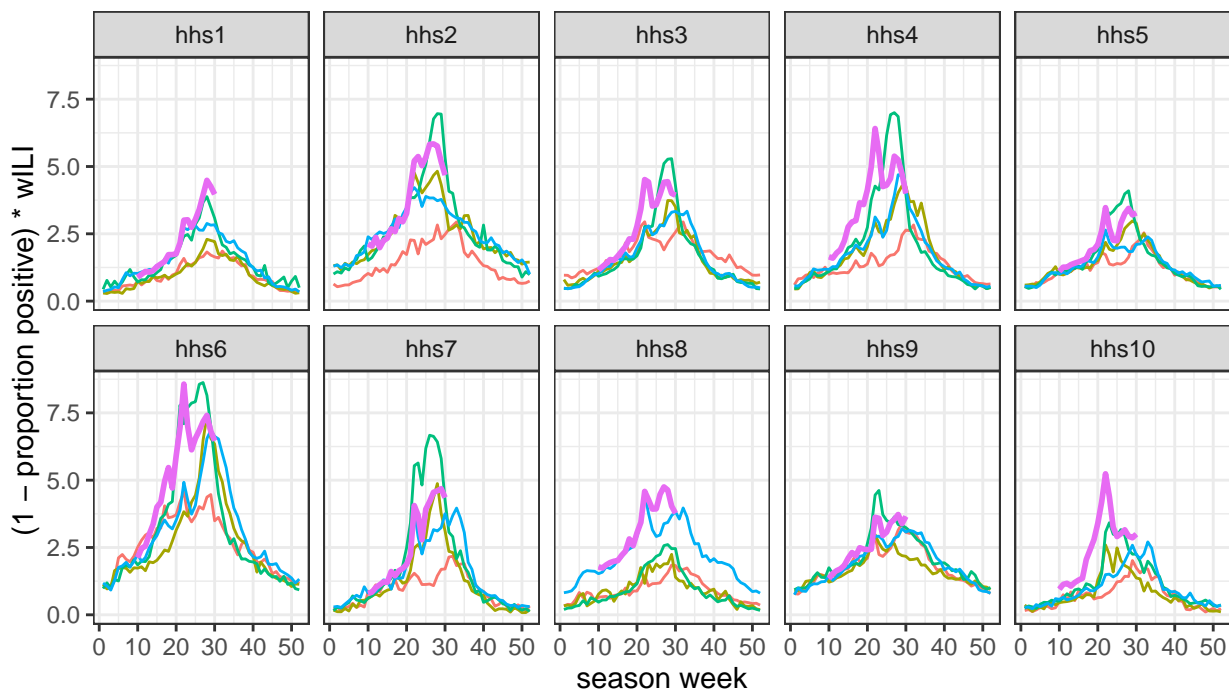 hhs1 hhs2 hhs3 hhs4 hhs5
7.5
5.0
2.5
0.0
hhs6 hhs7 hhs8 hhs9 hhs10
7.5
5.0
2.5
0.0
0 10 20 30 40 50 0 10 20 30 40 50 0 10 20 30 40 50 0 10 20 30 40 50 0 10 20 30 40 50
season week
(1 − proportion positive) * wILI